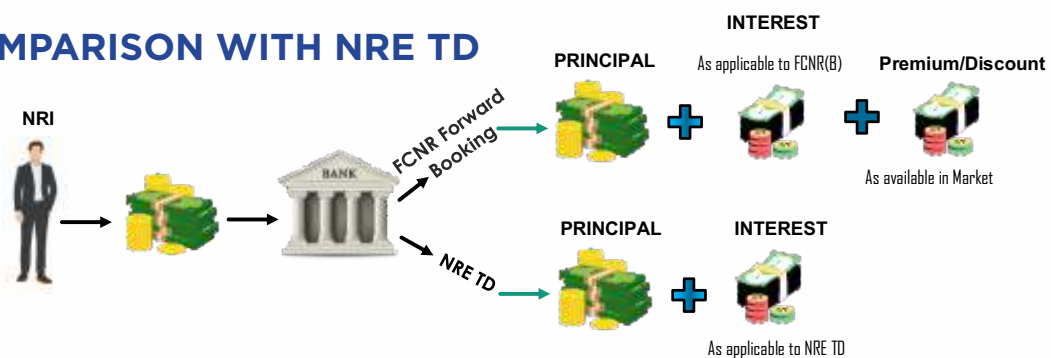 MPARISON WITH NRE TD
NRI
BANK
FCNR Forward
Booking
PRINCIPAL
INTEREST
As applicable to FCNR(B)
Premium/Discount
As available in Market
NRE TD
PRINCIPAL
INTEREST
As applicable to NRE TD